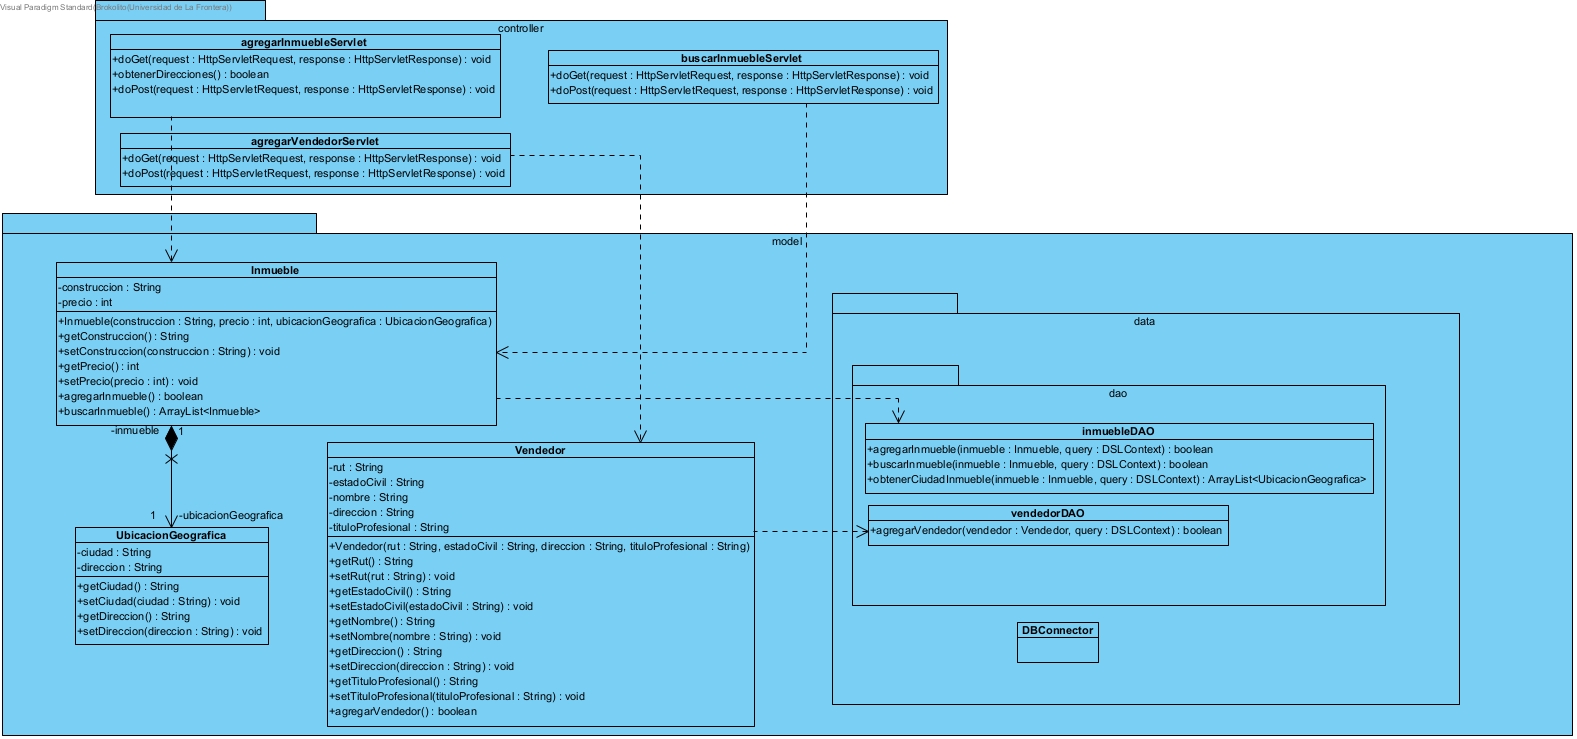 Visual Paradigm Standard(Brokolito(Universidad de La Frontera))
controller
agregarInmuebleServlet
+doGet(request : HttpServletRequest, response : HttpServletResponse) : void
+obtenerDirecciones() : boolean
+doPost(request : HttpServletRequest, response : HttpServletResponse) : void
buscarInmuebleServlet
+doGet(request : HttpServletRequest, response : HttpServletResponse) : void
+doPost(request : HttpServletRequest, response : HttpServletResponse) : void
agregarVendedorServlet
+doGet(request : HttpServletRequest, response : HttpServletResponse) : void
+doPost(request : HttpServletRequest, response : HttpServletResponse) : void
model
Inmueble
-construccion : String
-precio : int
+Inmueble(construccion : String, precio : int, ubicacionGeografica : UbicacionGeografica)
+getConstruccion() : String
+setConstruccion(construccion : String) : void
+getPrecio() : int
+setPrecio(precio : int) : void
+agregarInmueble() : boolean
+buscarInmueble() : ArrayList<Inmueble>
-inmueble
1
1
-ubicacionGeografica
UbicacionGeografica
-ciudad : String
-direccion : String
+getCiudad() : String
+setCiudad(ciudad : String) : void
+getDireccion() : String
+setDireccion(direccion : String) : void
Vendedor
-rut : String
-estadoCivil : String
-nombre : String
-direccion : String
-tituloProfesional : String
+Vendedor(rut : String, estadoCivil : String, direccion : String, tituloProfesional : String)
+getRut() : String
+setRut(rut : String) : void
+getEstadoCivil() : String
+setEstadoCivil(estadoCivil : String) : void
+getNombre() : String
+setNombre(nombre : String) : void
+getDireccion() : String
+setDireccion(direccion : String) : void
+getTituloProfesional() : String
+setTituloProfesional(tituloProfesional : String) : void
+agregarVendedor() : boolean
data
dao
inmuebleDAO
+agregarInmueble(inmueble : Inmueble, query : DSLContext) : boolean
+buscarInmueble(inmueble : Inmueble, query : DSLContext) : boolean
+obtenerCiudadInmueble(inmueble : Inmueble, query : DSLContext) : ArrayList<UbicacionGeografica>
vendedorDAO
+agregarVendedor(vendedor : Vendedor, query : DSLContext) : boolean
DBConnector